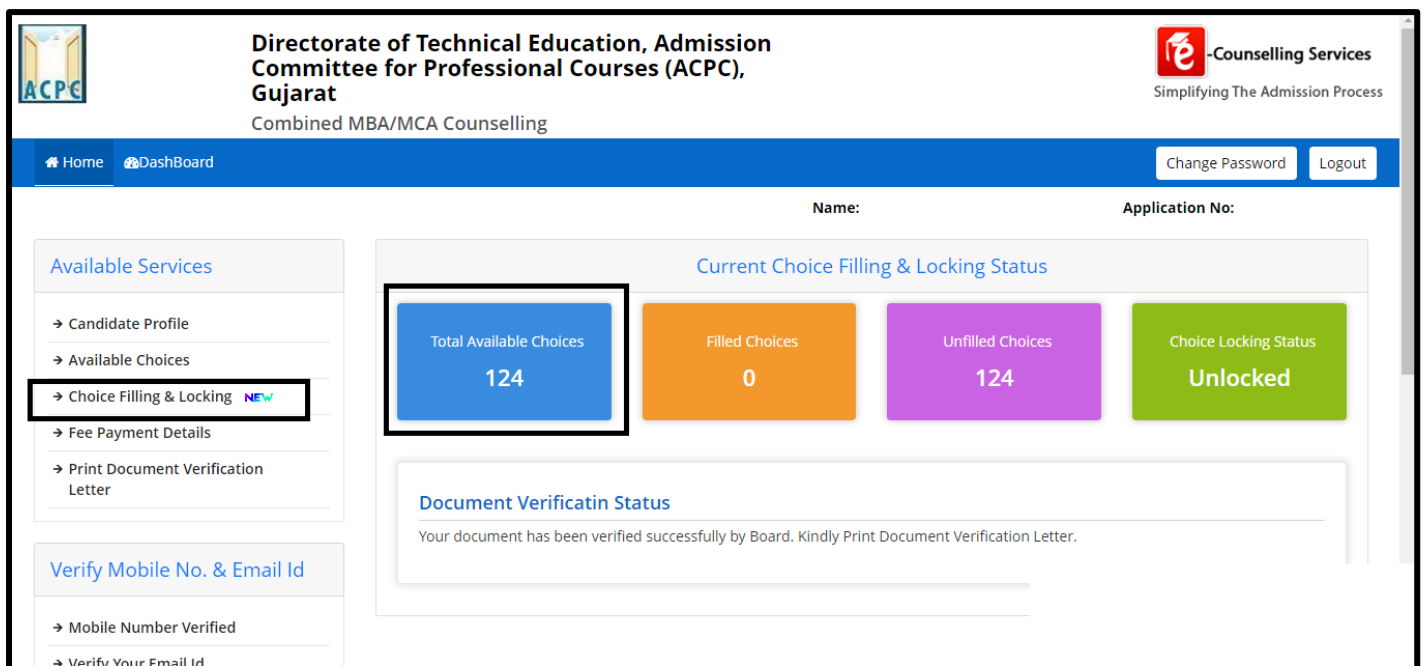 ACPC
Directorate of Technical Education, Admission
Committee for Professional Courses (ACPC),
Gujarat
Combined MBA/MCA Counselling
e-Counselling Services
Simplifying The Admission Process
Home DashBoard
Change Password Logout
Name: Application No:
Available Services
→ Candidate Profile
→ Available Choices
→ Choice Filling & Locking NEW
→ Fee Payment Details
→ Print Document Verification
Letter
Verify Mobile No. & Email Id
→ Mobile Number Verified
→ Verify Your Email Id
Current Choice Filling & Locking Status
Total Available Choices
124
Filled Choices
0
Unfilled Choices
124
Choice Locking Status
Unlocked
Document Verificatin Status
Your document has been verified successfully by Board. Kindly Print Document Verification Letter.